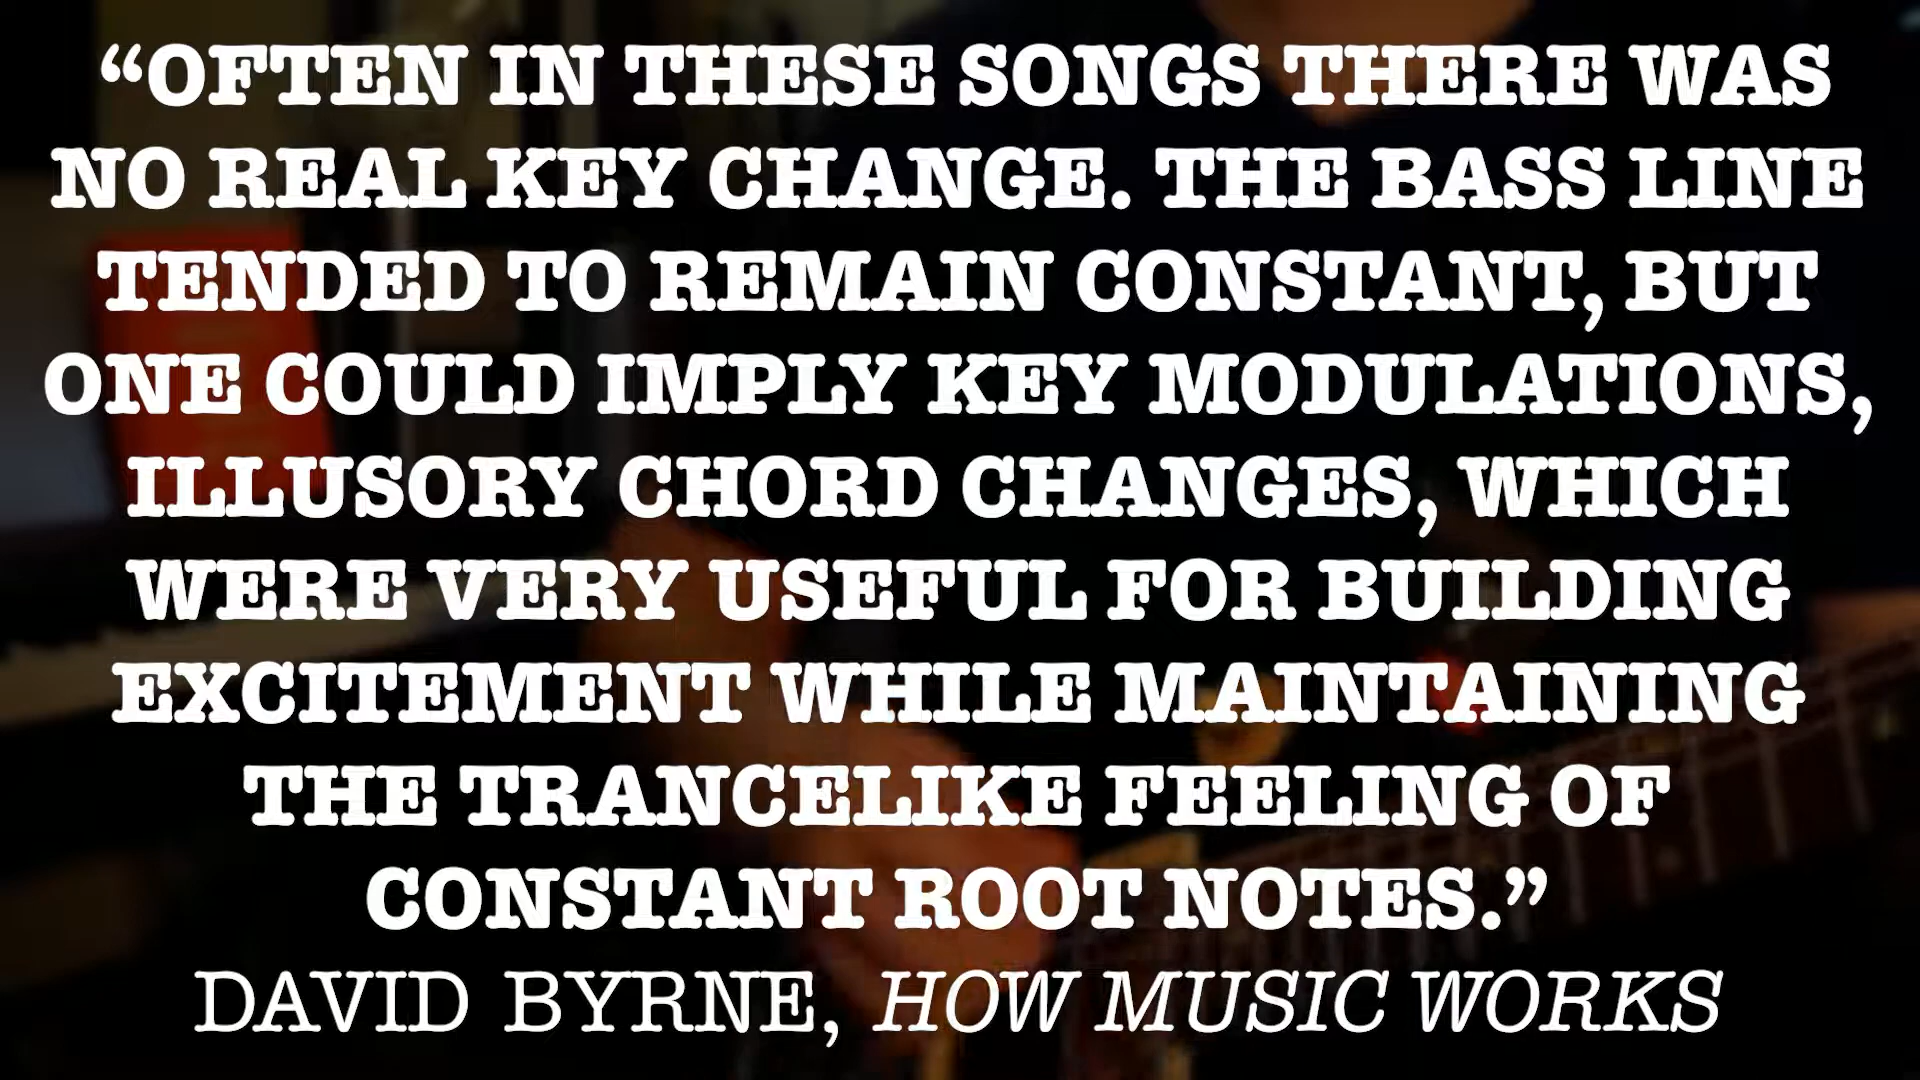 “OFTEN IN THESE SONGS THERE WAS
NO REAL KEY CHANGE. THE BASS LINE
TENDED TO REMAIN CONSTANT, BUT
ONE COULD IMPLY KEY MODULATIONS,
ILLUSORY CHORD CHANGES, WHICH
WERE VERY USEFUL FOR BUILDING
EXCITEMENT WHILE MAINTAINING
THE TRANCELIKE FEELING OF
CONSTANT ROOT NOTES.”
DAVID BYRNE, HOW MUSIC WORKS